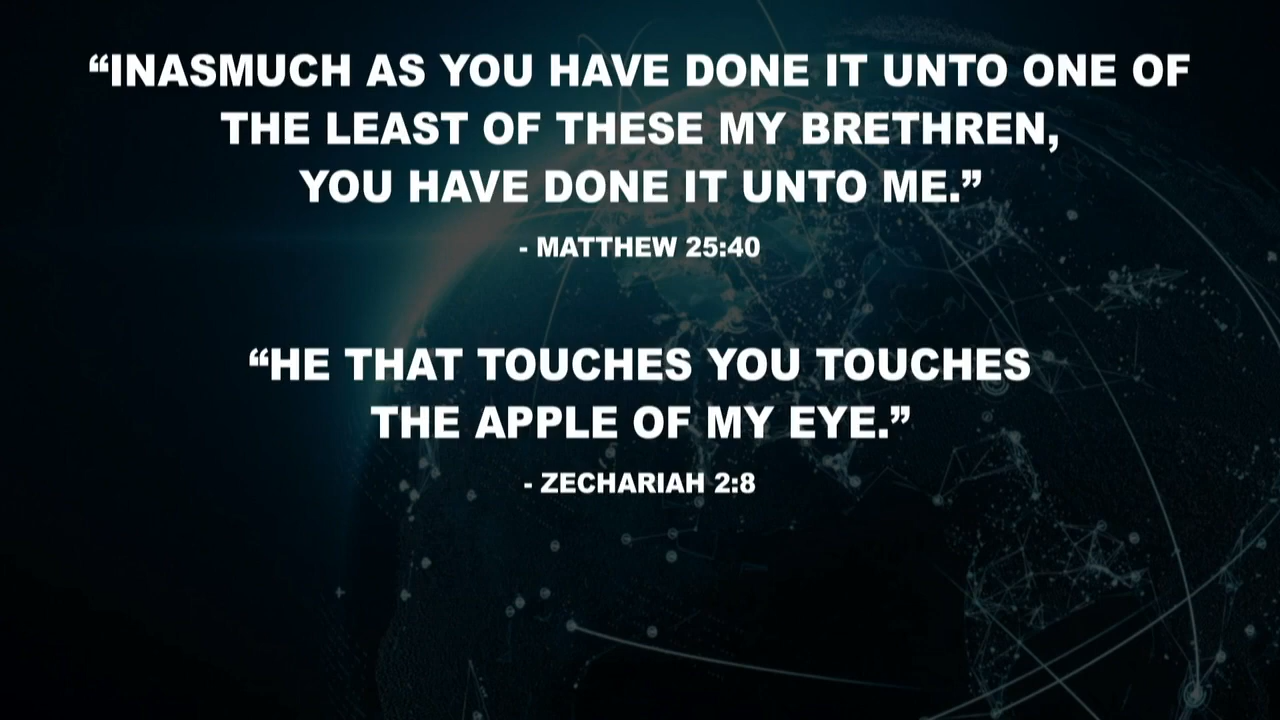 “INASMUCH AS YOU HAVE DONE IT UNTO ONE OF
THE LEAST OF THESE MY BRETHREN,
YOU HAVE DONE IT UNTO ME.”
- MATTHEW 25:40
“HE THAT TOUCHES YOU TOUCHES
THE APPLE OF MY EYE.”
- ZECHARIAH 2:8